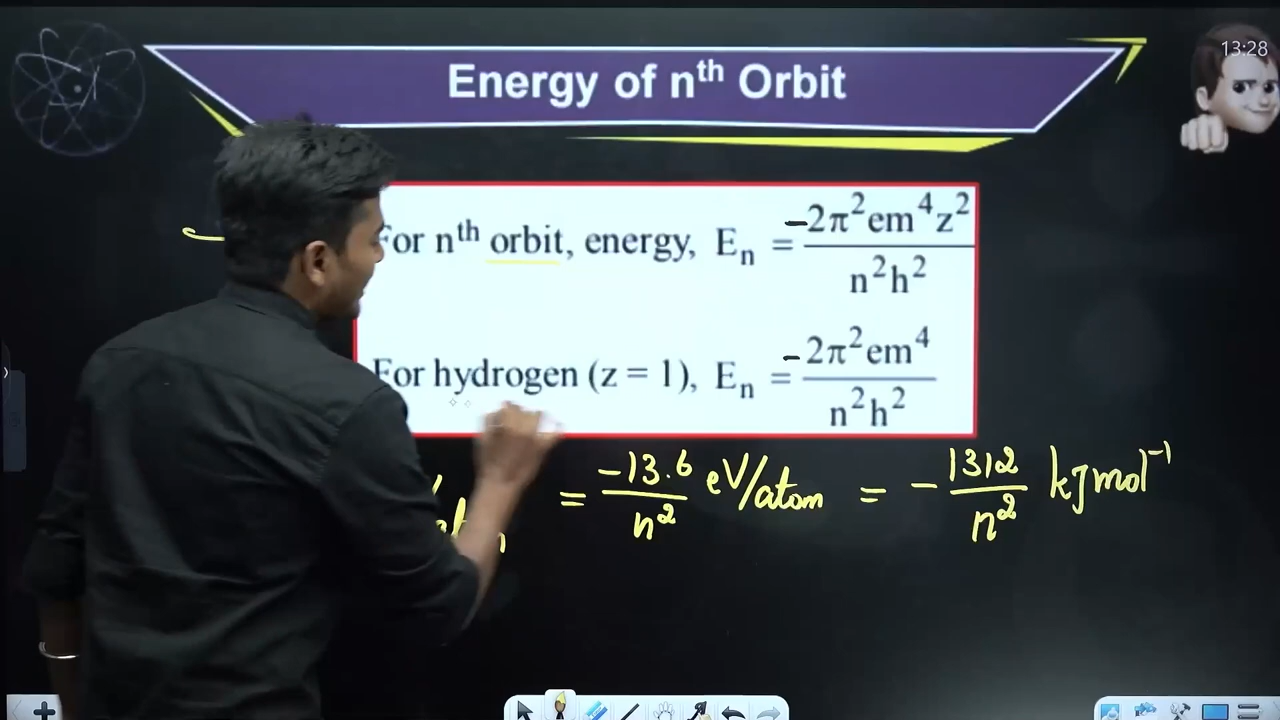 13:28
Energy of nth Orbit
For nth orbit, energy, En = -2π²em⁴z² / n²h²
For hydrogen (z = 1), En = -2π²em⁴ / n²h²
= -13.6 / n² eV/atom = - 1312 / n² kJ mol⁻¹